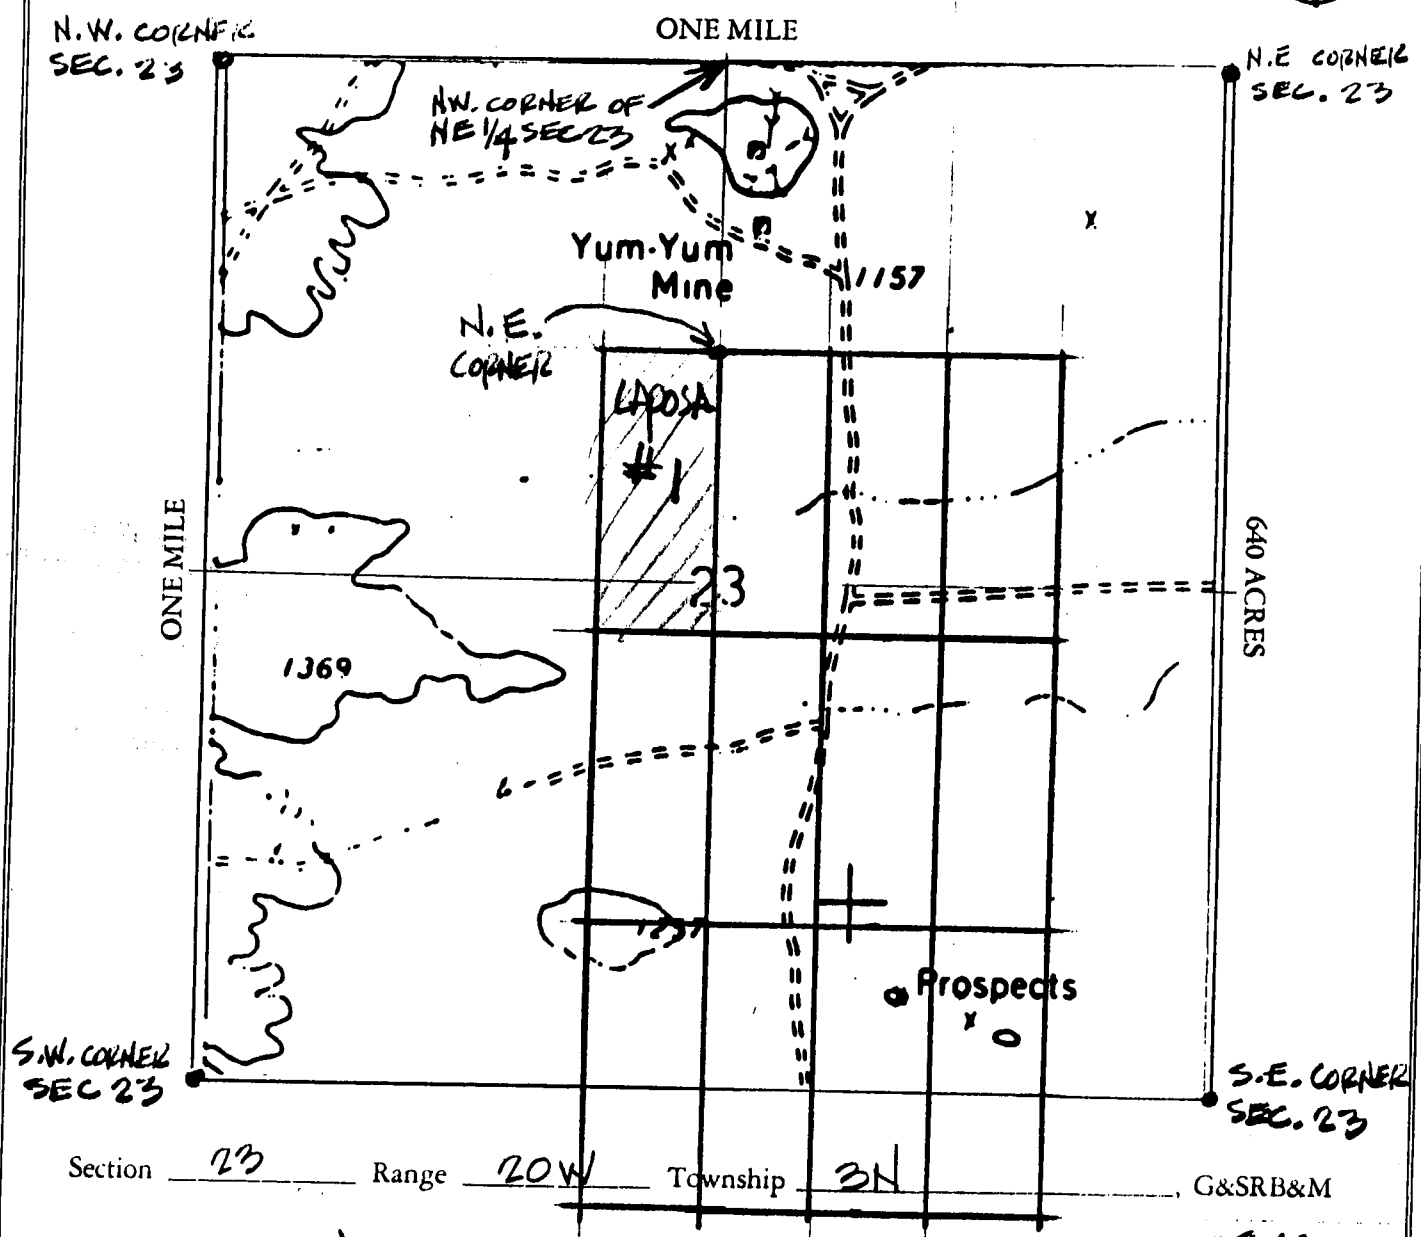 N.W. CORNER
SEC. 23
ONE MILE
N.E CORNER
SEC. 23
NW. CORNER OF
NE 1/4 SEC 23
Yum-Yum
Mine
1157
N.E.
CORNER
LAPOSA
#1
23
ONE MILE
640 ACRES
1369
Prospects
S.W. CORNER
SEC 23
S.E. CORNER
SEC. 23
Section 23 Range 20W Township 3N, G&SRB&M